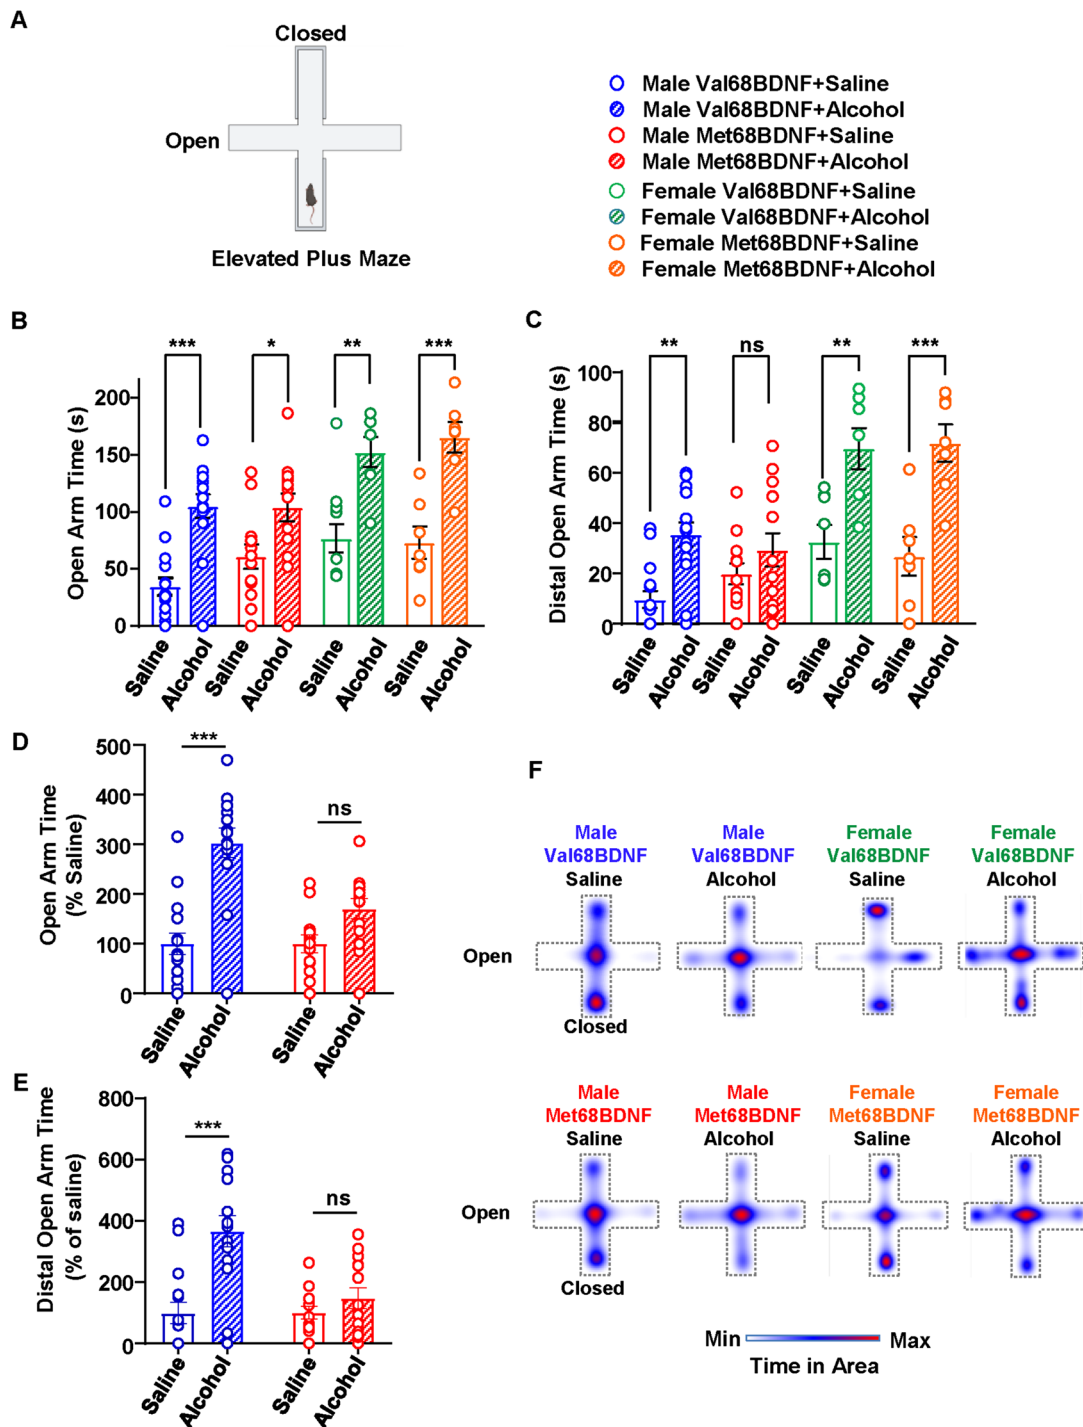 A
Closed
Open
Elevated Plus Maze
Male Val68BDNF+Saline
Male Val68BDNF+Alcohol
Male Met68BDNF+Saline
Male Met68BDNF+Alcohol
Female Val68BDNF+Saline
Female Val68BDNF+Alcohol
Female Met68BDNF+Saline
Female Met68BDNF+Alcohol
B
*** * ** ***
Open Arm Time (s)
200
150
100
50
0
Saline Alcohol Saline Alcohol Saline Alcohol Saline Alcohol
C
** ns ** ***
Distal Open Arm Time (s)
100
80
60
40
20
0
Saline Alcohol Saline Alcohol Saline Alcohol Saline Alcohol
D
*** ns
Open Arm Time
(% Saline)
500
400
300
200
100
0
Saline Alcohol Saline Alcohol
E
*** ns
Distal Open Arm Time
(% of saline)
800
600
400
200
0
Saline Alcohol Saline Alcohol
F
Male Male Female Female
Val68BDNF Val68BDNF Val68BDNF Val68BDNF
Saline Alcohol Saline Alcohol
Open
Closed
Male Male Female Female
Met68BDNF Met68BDNF Met68BDNF Met68BDNF
Saline Alcohol Saline Alcohol
Open
Closed
Min Max
Time in Area